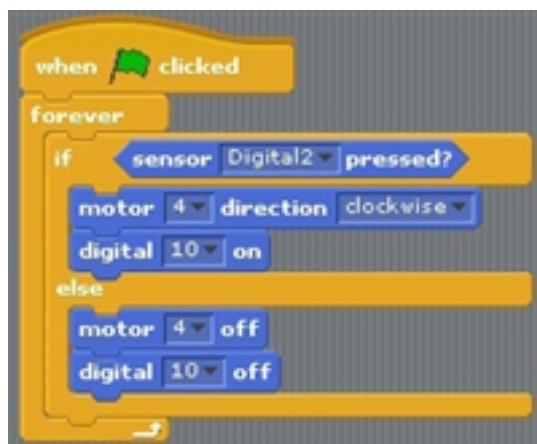 when clicked
forever
if sensor Digital2 pressed?
motor 4 direction clockwise
digital 10 on
else
motor 4 off
digital 10 off